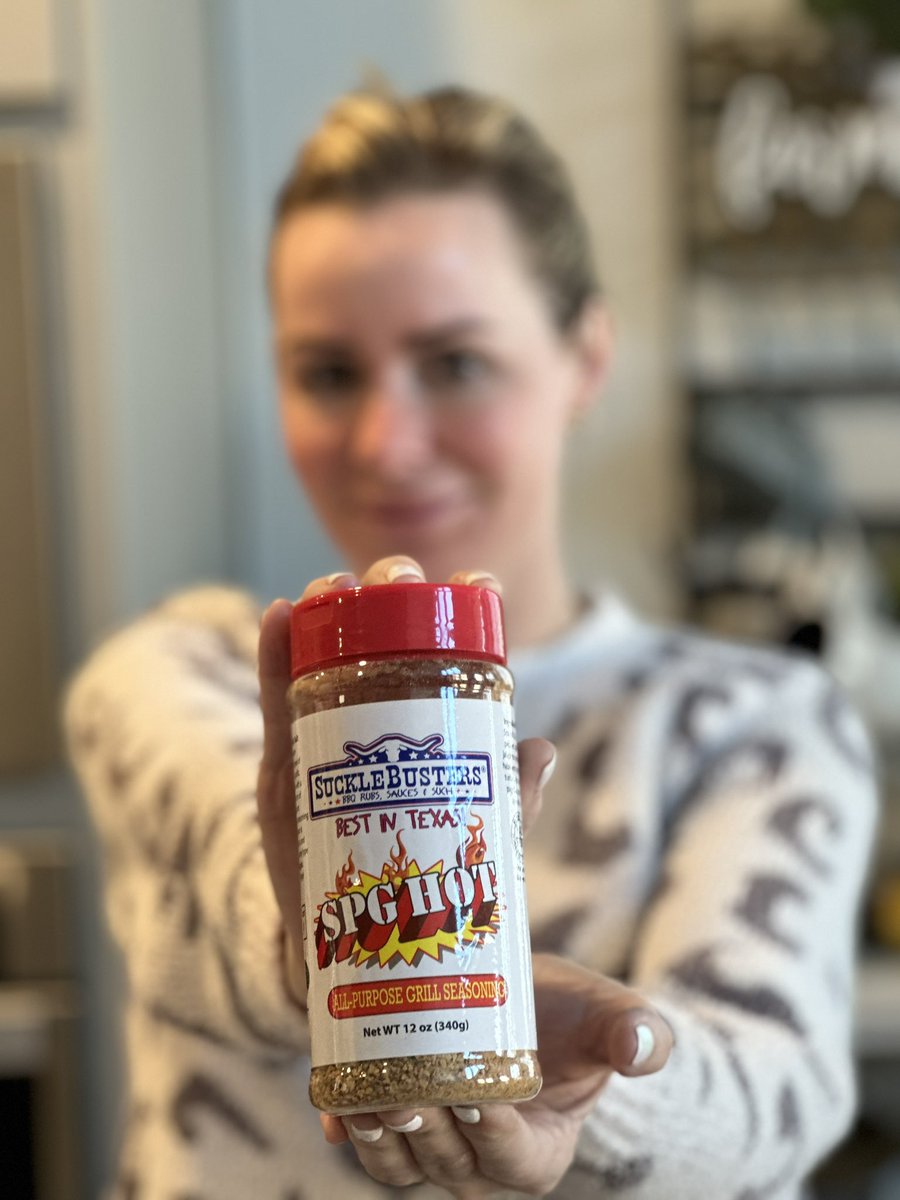 SUCKLEBUSTERS®
BBQ RUBS, SAUCES & SUCH
BEST IN TEXAS
SPG HOT
ALL-PURPOSE GRILL SEASONING
Net WT 12 oz (340g)